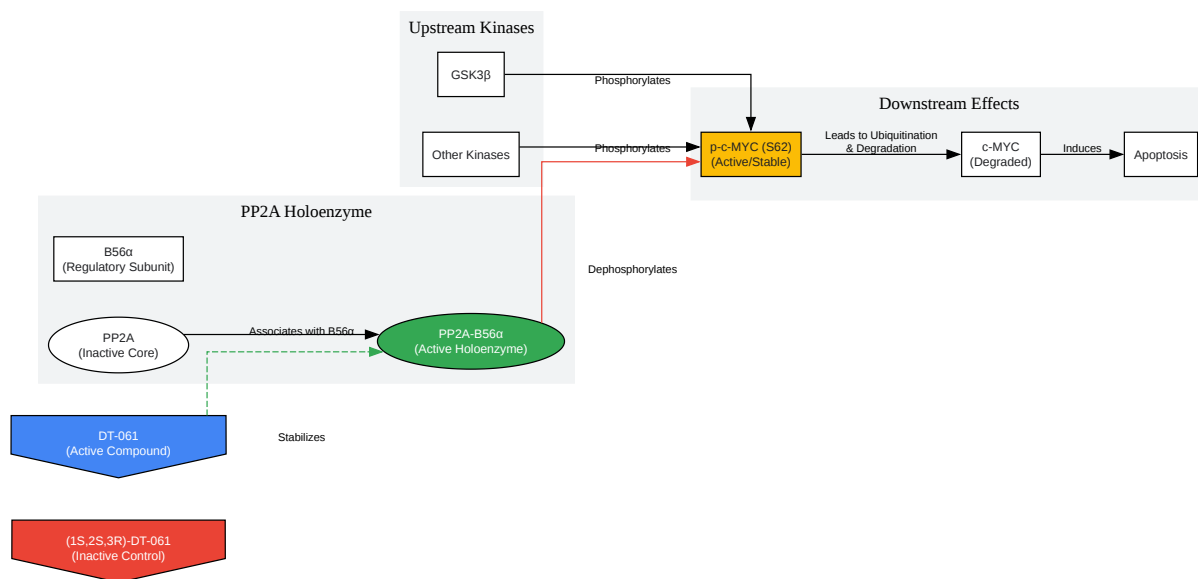 Upstream Kinases
GSK3β
Phosphorylates
Downstream Effects
Other Kinases
Phosphorylates
p-c-MYC (S62)
(Active/Stable)
Leads to Ubiquitination
& Degradation
c-MYC
(Degraded)
Induces
Apoptosis
PP2A Holoenzyme
B56α
(Regulatory Subunit)
Dephosphorylates
PP2A
(Inactive Core)
Associates with B56α
PP2A-B56α
(Active Holoenzyme)
DT-061
(Active Compound)
Stabilizes
(1S,2S,3R)-DT-061
(Inactive Control)